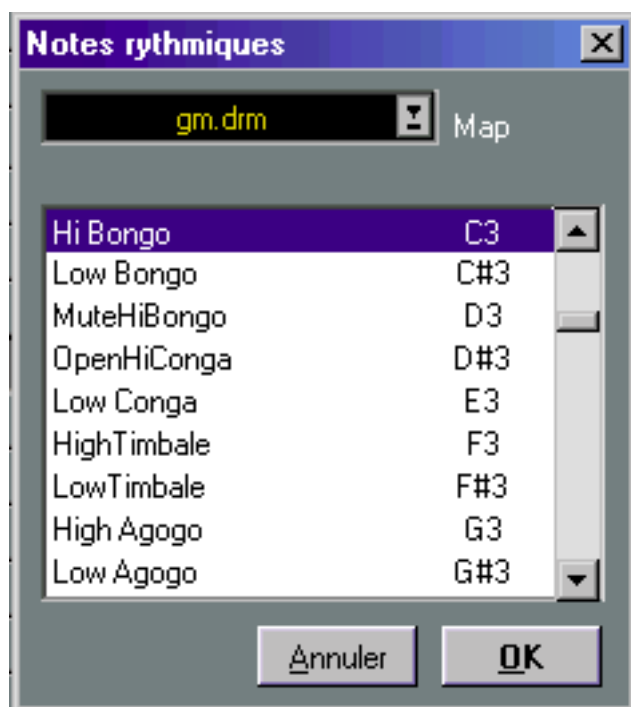 Notes rythmiques
gm.drm Map
Hi Bongo C3
Low Bongo C#3
MuteHiBongo D3
OpenHiConga D#3
Low Conga E3
HighTimbale F3
LowTimbale F#3
High Agogo G3
Low Agogo G#3
Annuler OK